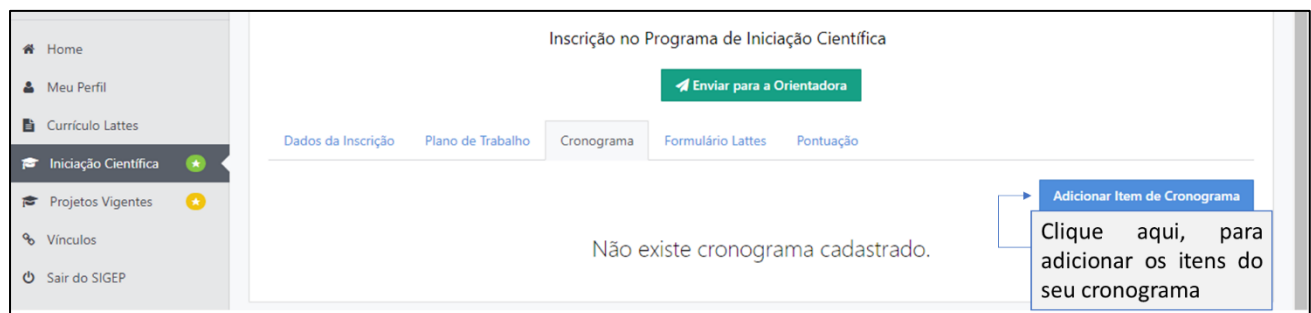 Home
Meu Perfil
Currículo Lattes
Iniciação Científica
Projetos Vigentes
Vínculos
Sair do SIGEP
Inscrição no Programa de Iniciação Científica
Enviar para a Orientadora
Dados da Inscrição Plano de Trabalho Cronograma Formulário Lattes Pontuação
Adicionar Item de Cronograma
Não existe cronograma cadastrado.
Clique aqui, para
adicionar os itens do
seu cronograma